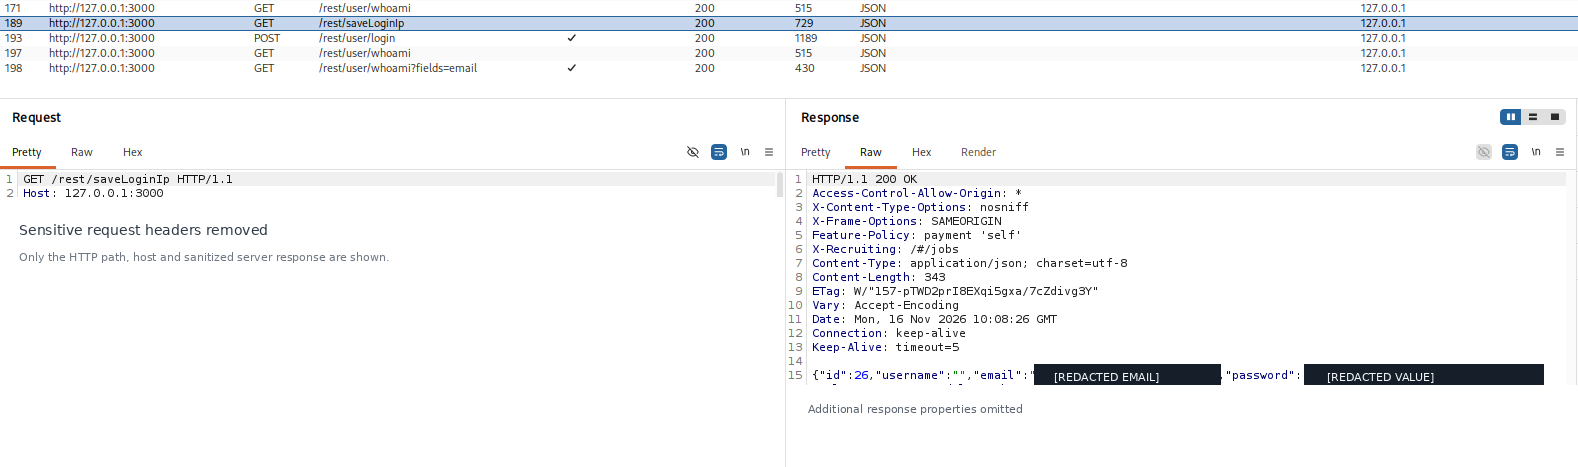 171 http://127.0.0.1:3000 GET /rest/user/whoami 200 515 JSON 127.0.0.1
189 http://127.0.0.1:3000 GET /rest/saveLoginIp 200 729 JSON 127.0.0.1
193 http://127.0.0.1:3000 POST /rest/user/login ✓ 200 1189 JSON 127.0.0.1
197 http://127.0.0.1:3000 GET /rest/user/whoami 200 515 JSON 127.0.0.1
198 http://127.0.0.1:3000 GET /rest/user/whoami?fields=email ✓ 200 430 JSON 127.0.0.1
Request
Pretty Raw Hex \n
1 GET /rest/saveLoginIp HTTP/1.1
2 Host: 127.0.0.1:3000
Sensitive request headers removed
Only the HTTP path, host and sanitized server response are shown.
Response
Pretty Raw Hex Render \n
1 HTTP/1.1 200 OK
2 Access-Control-Allow-Origin: *
3 X-Content-Type-Options: nosniff
4 X-Frame-Options: SAMEORIGIN
5 Feature-Policy: payment 'self'
6 X-Recruiting: /#/jobs
7 Content-Type: application/json; charset=utf-8
8 Content-Length: 343
9 ETag: W/"157-pTWD2prI8EXqi5gxa/7cZdivg3Y"
10 Vary: Accept-Encoding
11 Date: Mon, 16 Nov 2026 10:08:26 GMT
12 Connection: keep-alive
13 Keep-Alive: timeout=5
14
15 {"id":26,"username":"","email":"[REDACTED EMAIL],"password":[REDACTED VALUE]
Additional response properties omitted